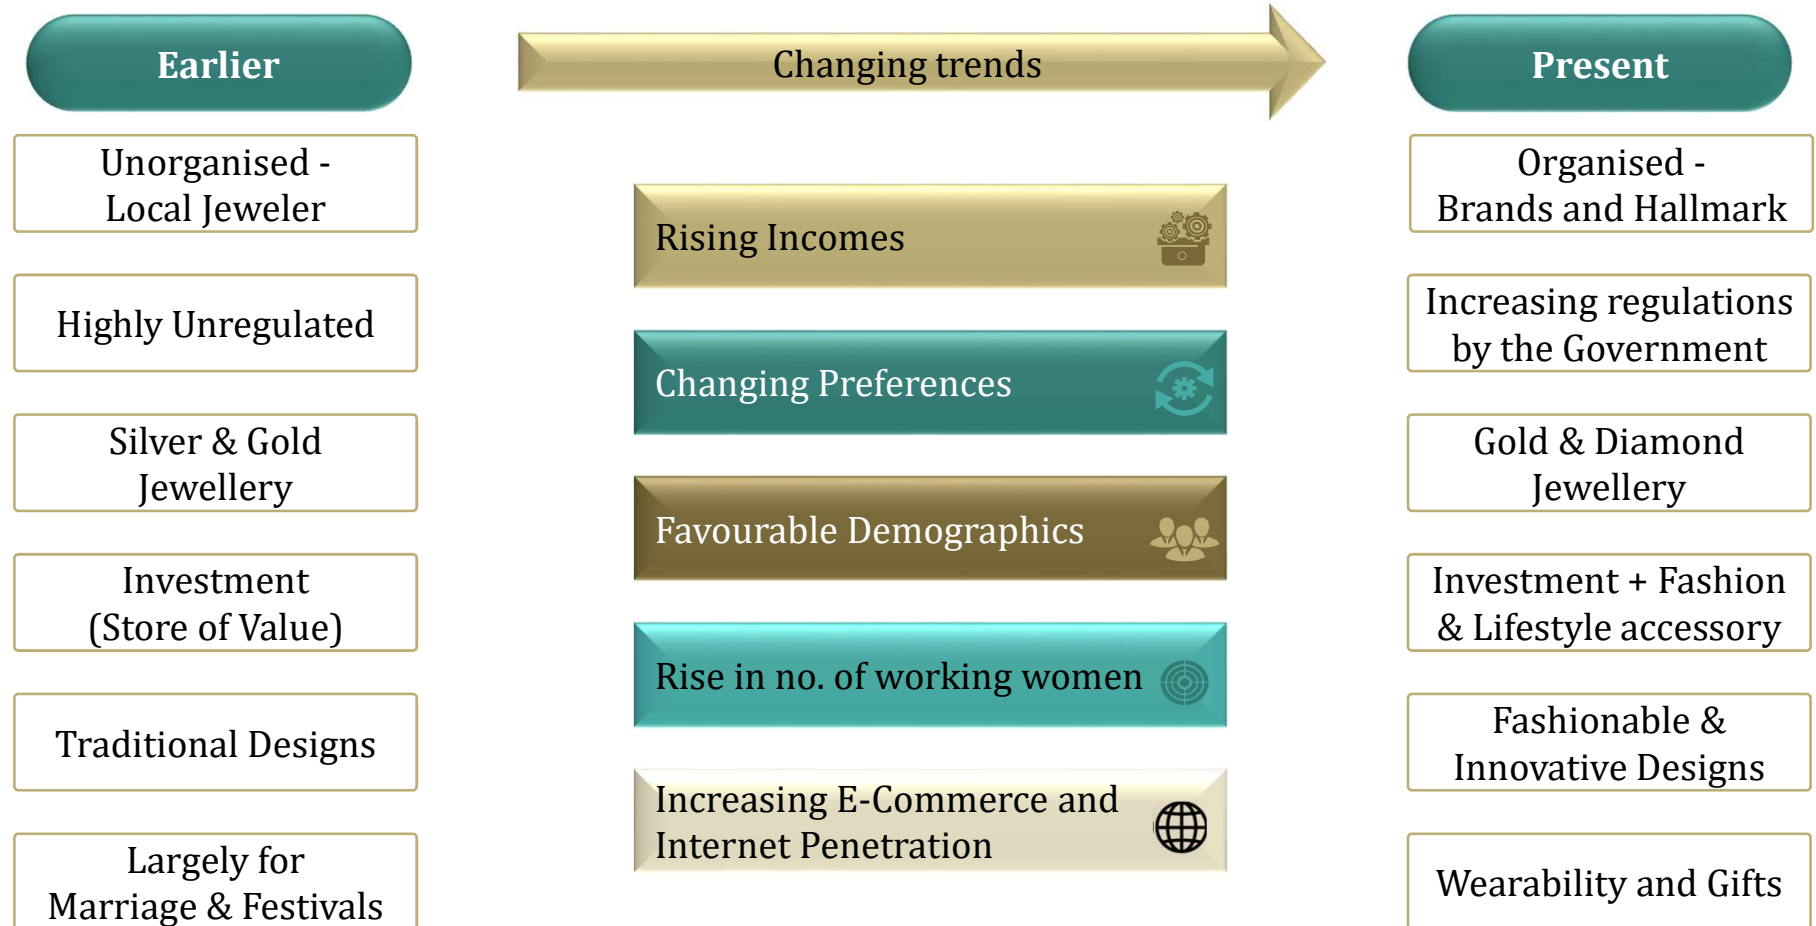 Earlier
Changing trends
Present
Unorganised -
Local Jeweler
Highly Unregulated
Silver & Gold
Jewellery
Investment
(Store of Value)
Traditional Designs
Largely for
Marriage & Festivals
Rising Incomes
Changing Preferences
Favourable Demographics
Rise in no. of working women
Increasing E-Commerce and
Internet Penetration
Organised -
Brands and Hallmark
Increasing regulations
by the Government
Gold & Diamond
Jewellery
Investment + Fashion
& Lifestyle accessory
Fashionable &
Innovative Designs
Wearability and Gifts